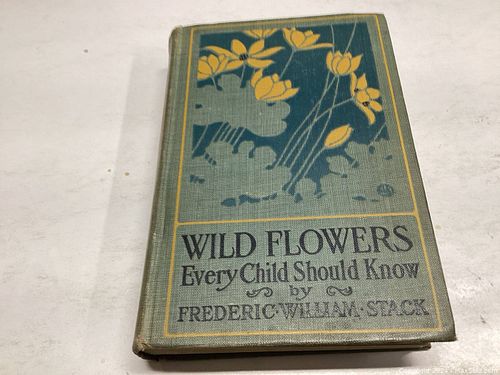 WILD FLOWERS
Every Child Should Know
by
FREDERIC·WILLIAM·STACK